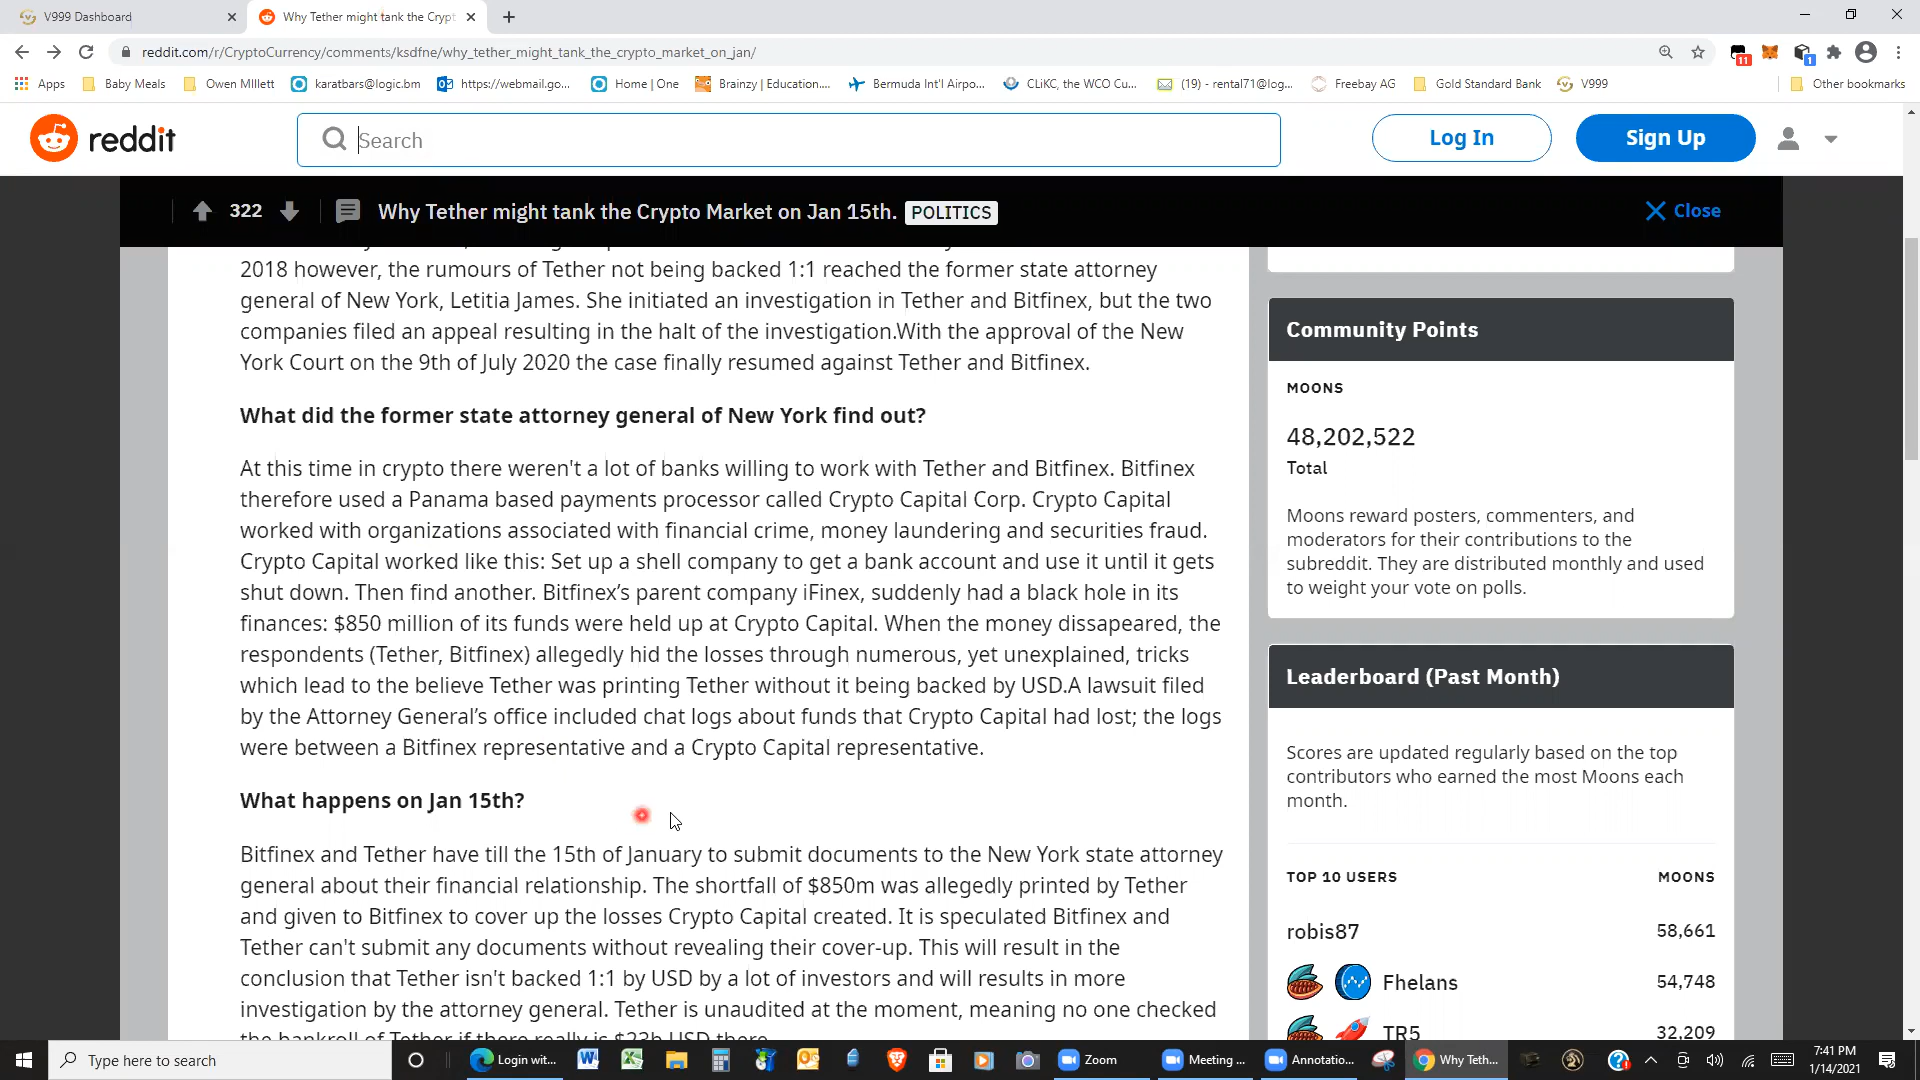 V999 Dashboard
Why Tether might tank the Crypt
reddit.com/r/CryptoCurrency/comments/ksdfne/why_tether_might_tank_the_crypto_market_on_jan/
11
1
Apps
Baby Meals
Owen MIllett
karatbars@logic.bm
https://webmail.go...
Home | One
Brainzy | Education....
Bermuda Int'l Airpo...
CLiKC, the WCO Cu...
(19) - rental71@log...
Freebay AG
Gold Standard Bank
V999
Other bookmarks
reddit
Search
Log In
Sign Up
322
Why Tether might tank the Crypto Market on Jan 15th.
POLITICS
Close
2018 however, the rumours of Tether not being backed 1:1 reached the former state attorney
general of New York, Letitia James. She initiated an investigation in Tether and Bitfinex, but the two
companies filed an appeal resulting in the halt of the investigation.With the approval of the New
York Court on the 9th of July 2020 the case finally resumed against Tether and Bitfinex.
What did the former state attorney general of New York find out?
At this time in crypto there weren't a lot of banks willing to work with Tether and Bitfinex. Bitfinex
therefore used a Panama based payments processor called Crypto Capital Corp. Crypto Capital
worked with organizations associated with financial crime, money laundering and securities fraud.
Crypto Capital worked like this: Set up a shell company to get a bank account and use it until it gets
shut down. Then find another. Bitfinex's parent company iFinex, suddenly had a black hole in its
finances: $850 million of its funds were held up at Crypto Capital. When the money dissapeared, the
respondents (Tether, Bitfinex) allegedly hid the losses through numerous, yet unexplained, tricks
which lead to the believe Tether was printing Tether without it being backed by USD.A lawsuit filed
by the Attorney General's office included chat logs about funds that Crypto Capital had lost; the logs
were between a Bitfinex representative and a Crypto Capital representative.
What happens on Jan 15th?
Bitfinex and Tether have till the 15th of January to submit documents to the New York state attorney
general about their financial relationship. The shortfall of $850m was allegedly printed by Tether
and given to Bitfinex to cover up the losses Crypto Capital created. It is speculated Bitfinex and
Tether can't submit any documents without revealing their cover-up. This will result in the
conclusion that Tether isn't backed 1:1 by USD by a lot of investors and will results in more
investigation by the attorney general. Tether is unaudited at the moment, meaning no one checked
the bankroll of Tether if there really is $23b USD there.
Community Points
MOONS
48,202,522
Total
Moons reward posters, commenters, and
moderators for their contributions to the
subreddit. They are distributed monthly and used
to weight your vote on polls.
Leaderboard (Past Month)
Scores are updated regularly based on the top
contributors who earned the most Moons each
month.
TOP 10 USERS
MOONS
robis87
58,661
Fhelans
54,748
TR5
32,209
Type here to search
Login wit...
Zoom
Meeting ...
Annotatio...
Why Teth...
7:41 PM
1/14/2021